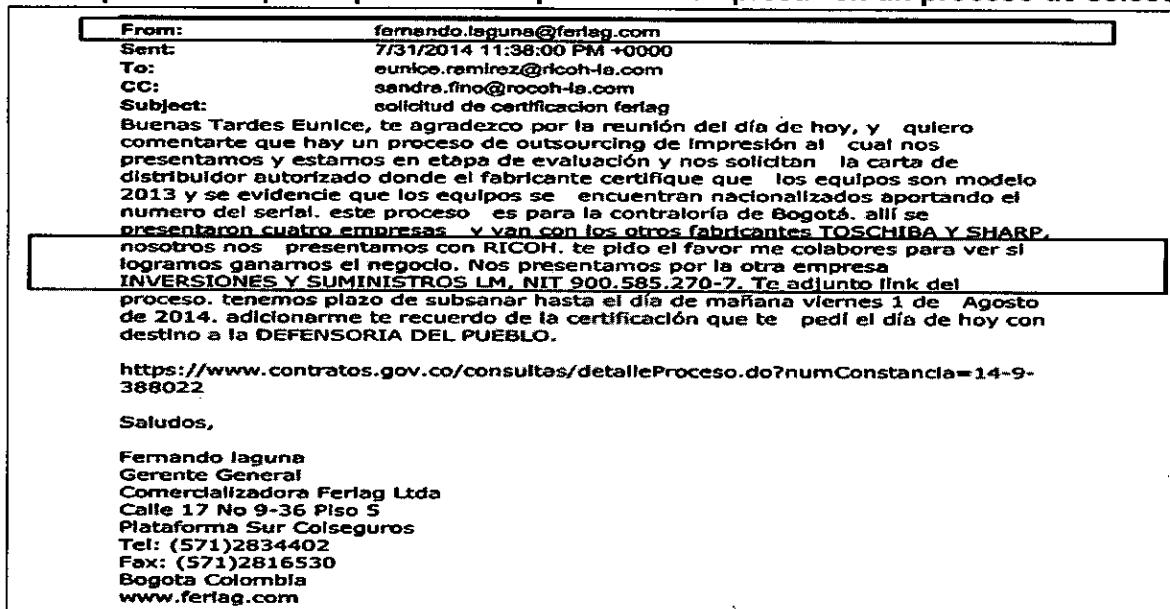 From: fernando.laguna@ferlag.com
Sent: 7/31/2014 11:38:00 PM +0000
To: eunice.ramirez@ricoh-la.com
CC: sandra.fino@rocoh-la.com
Subject: solicitud de certificacion ferlag
Buenas Tardes Eunice, te agradezco por la reunión del día de hoy, y quiero
comentarte que hay un proceso de outsourcing de impresión al cual nos
presentamos y estamos en etapa de evaluación y nos solicitan la carta de
distribuidor autorizado donde el fabricante certifique que los equipos son modelo
2013 y se evidencie que los equipos se encuentran nacionalizados aportando el
numero del serial. este proceso es para la contraloría de Bogotá. allí se
presentaron cuatro empresas y van con los otros fabricantes TOSCHIBA Y SHARP,
nosotros nos presentamos con RICOH. te pido el favor me colabores para ver si
logramos ganarnos el negocio. Nos presentamos por la otra empresa
INVERSIONES Y SUMINISTROS LM, NIT 900.585.270-7. Te adjunto link del
proceso. tenemos plazo de subsanar hasta el día de mañana viernes 1 de Agosto
de 2014. adicionarme te recuerdo de la certificación que te pedí el día de hoy con
destino a la DEFENSORIA DEL PUEBLO.
https://www.contratos.gov.co/consultas/detalleProceso.do?numConstancia=14-9-
388022
Saludos,
Fernando laguna
Gerente General
Comercializadora Ferlag Ltda
Calle 17 No 9-36 Piso 5
Plataforma Sur Colseguros
Tel: (571)2834402
Fax: (571)2816530
Bogota Colombia
www.ferlag.com